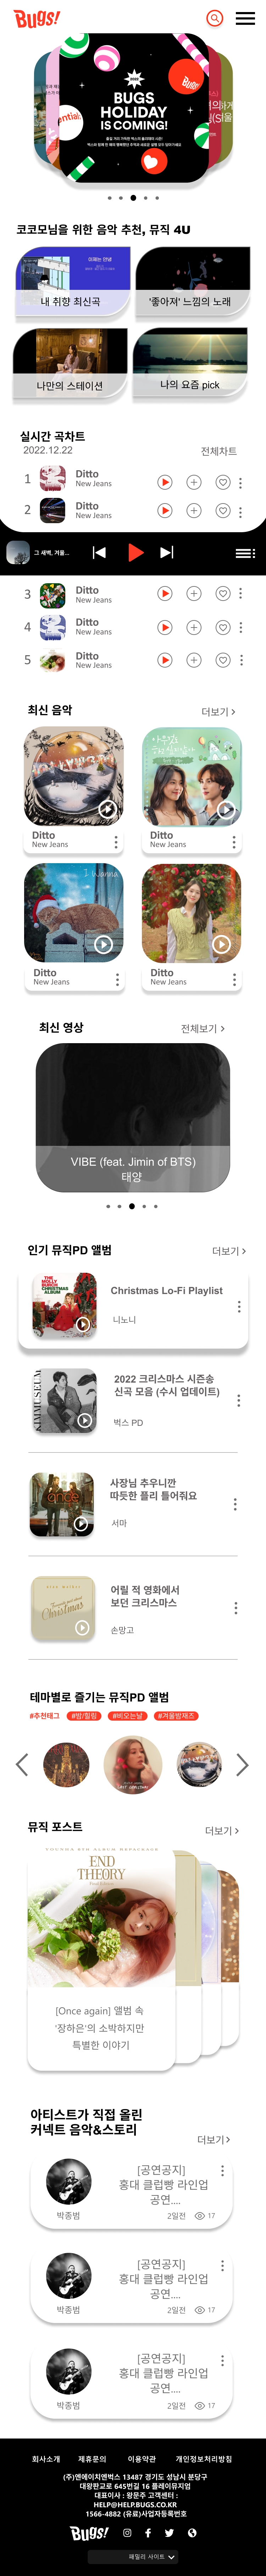 Bugs!
BUGS
HOLIDAY
IS COMING!
코코모님을 위한 음악 추천, 뮤직 4U
내 취향 최신곡
'좋아져' 느낌의 노래
나만의 스테이션
나의 요즘 pick
실시간 곡차트
2022.12.22
전체차트
1
Ditto
New Jeans
2
Ditto
New Jeans
그 새벽, 겨울...
3
Ditto
New Jeans
4
Ditto
New Jeans
5
Ditto
New Jeans
최신 음악
더보기 >
Ditto
New Jeans
Ditto
New Jeans
I Wanna
Ditto
New Jeans
Ditto
New Jeans
최신 영상
전체보기 >
VIBE (feat. Jimin of BTS)
태양
인기 뮤직PD 앨범
더보기 >
THE
MOLLY
BURCH
CHRISTMAS
ALBUM
Christmas Lo-Fi Playlist
니노니
KIMMUSEUM
2022 크리스마스 시즌송
신곡 모음 (수시 업데이트)
벅스 PD
사장님 추우니깐
따듯한 플리 틀어줘요
서마
Christmas
어릴 적 영화에서
보던 크리스마스
손망고
테마별로 즐기는 뮤직PD 앨범
#추천태그
#밤/힐링
#비오는날
#겨울밤재즈
뮤직 포스트
더보기 >
YOUNHA 6TH ALBUM REPACKAGE
END
THEORY
Final Edition
[Once again] 앨범 속
'장하은'의 소박하지만
특별한 이야기
아티스트가 직접 올린
커넥트 음악&스토리
더보기 >
[공연공지]
홍대 클럽빵 라인업
공연....
박종범
2일전
17
[공연공지]
홍대 클럽빵 라인업
공연....
박종범
2일전
17
[공연공지]
홍대 클럽빵 라인업
공연....
박종범
2일전
17
회사소개
제휴문의
이용약관
개인정보처리방침
(주)엔에이치엔벅스 13487 경기도 성남시 분당구
대왕판교로 645번길 16 플레이뮤지엄
대표이사 : 왕문주 고객센터 :
HELP@HELP.BUGS.CO.KR
1566-4882 (유료)사업자등록번호
Bugs!
패밀리 사이트